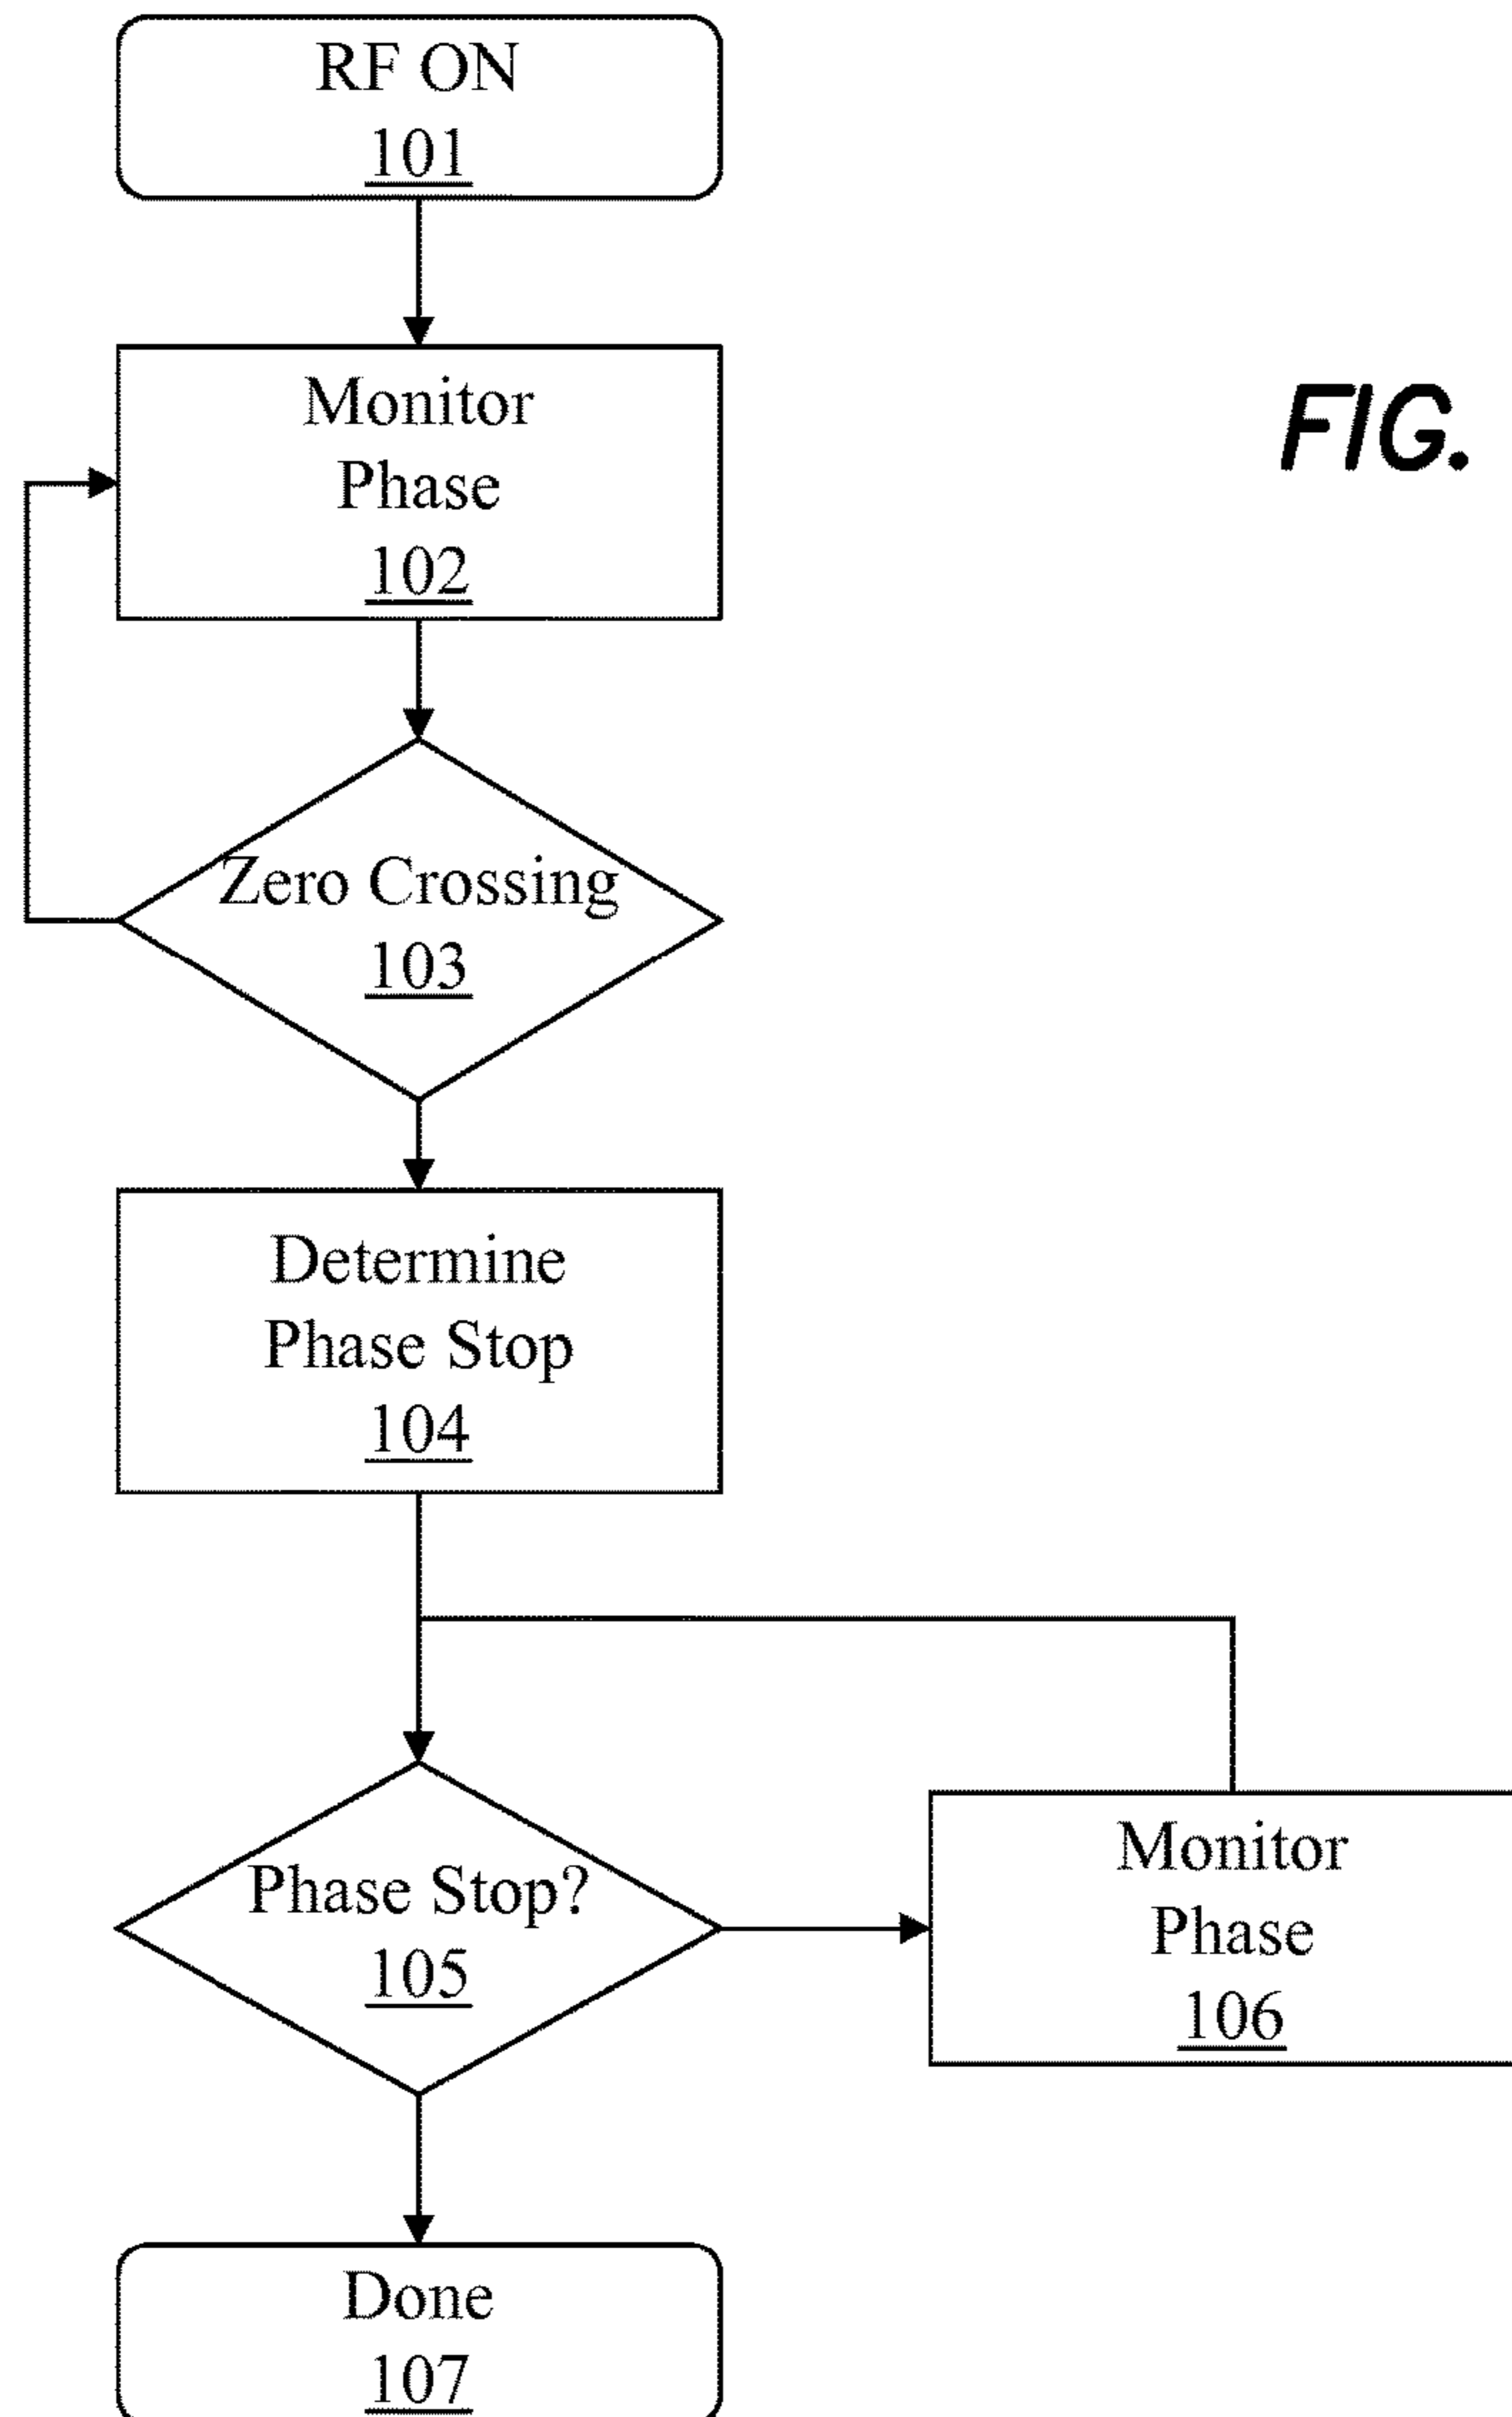 RF ON
101
Monitor
Phase
102
FIG.
Zero Crossing
103
Determine
Phase Stop
104
Phase Stop?
105
Monitor
Phase
106
Done
107